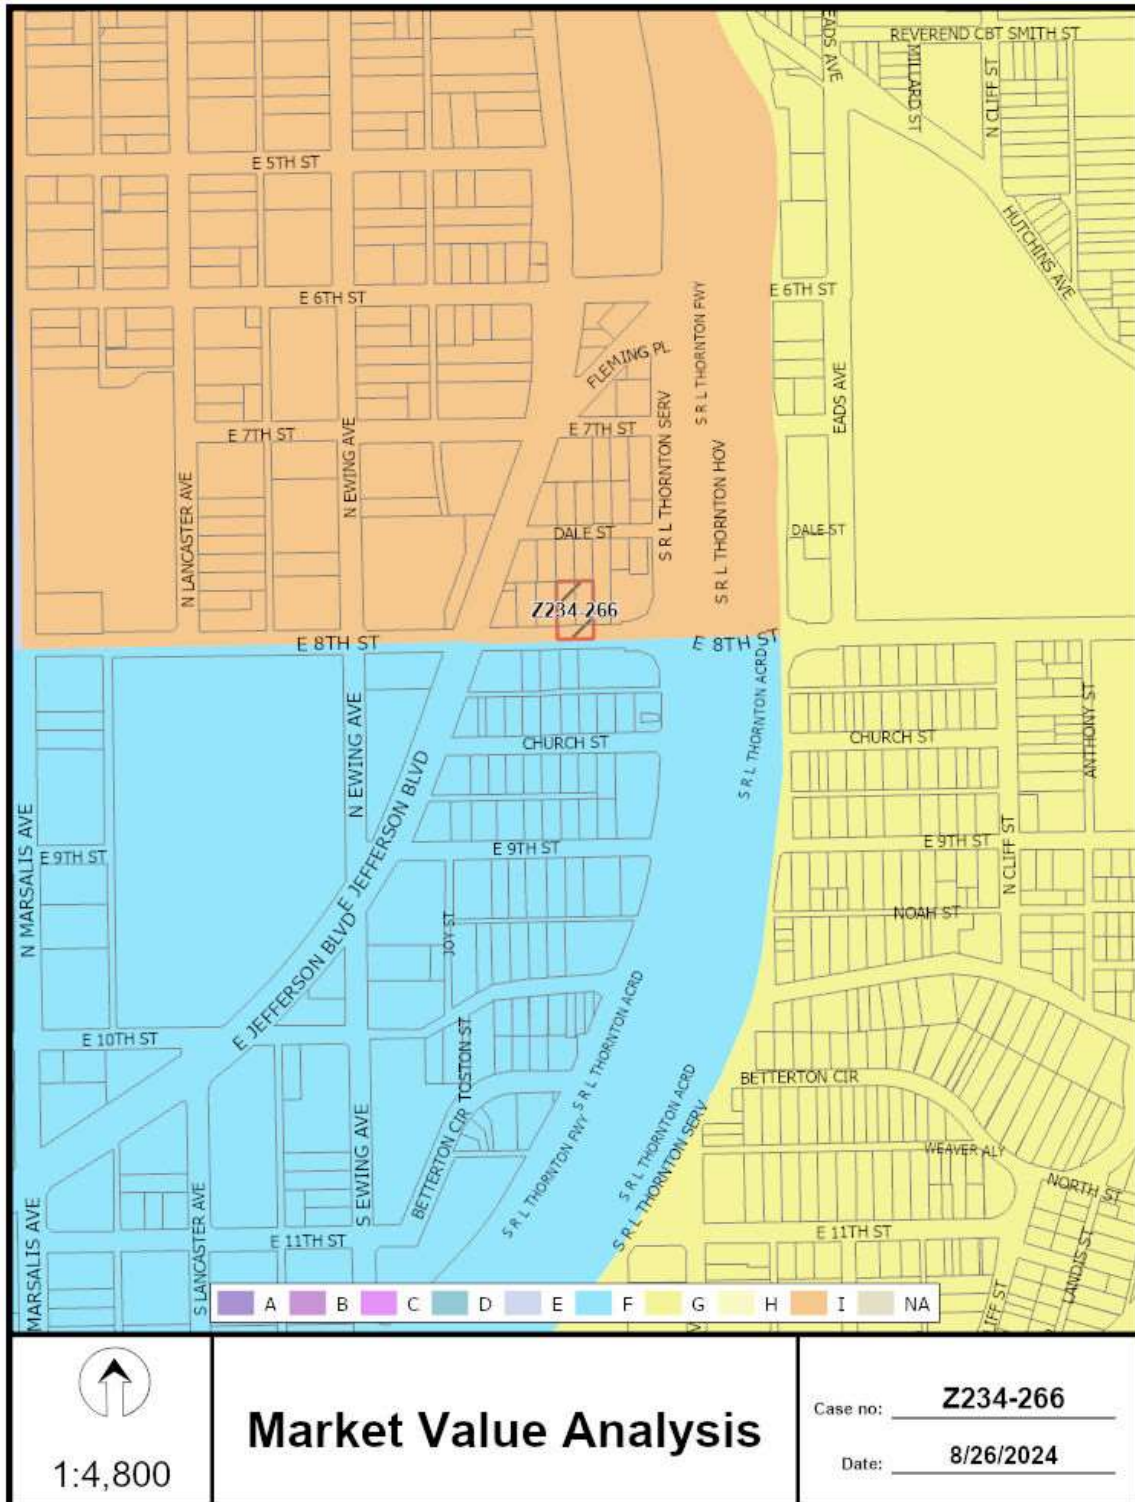 EADS AVE
REVEREND CBT SMITH ST
MILLARD ST
N CLIFF ST
E 5TH ST
HUTCHINS AVE
E 6TH ST
E 6TH ST
S R L THORNTON FWY
FLEMING PL
EADS AVE
S R L THORNTON SERV
E 7TH ST
E 7TH ST
N EWING AVE
S R L THORNTON HOV
N LANCASTER AVE
DALE ST
DALE ST
Z234-266
E 8TH ST
E 8TH ST
S R L THORNTON ACRD
N EWING AVE
CHURCH ST
CHURCH ST
ANTHONY ST
E JEFFERSON BLVD
N MARSALIS AVE
E 9TH ST
E 9TH ST
E 9TH ST
N CLIFF ST
NOAH ST
JOY ST
E JEFFERSON BLVD
S R L THORNTON ACRD
E 10TH ST
TOSTON ST
BETTERTON CIR
S R L THORNTON ACRD
S R L THORNTON SERV
BETTERTON CIR
S R L THORNTON FWY
S EWING AVE
WEAVER ALY
NORTH ST
S LANCASTER AVE
MARSALIS AVE
E 11TH ST
E 11TH ST
LANDIS ST
IFF ST
A B C D E F G H I NA
1:4,800
Market Value Analysis
Case no: Z234-266
Date: 8/26/2024